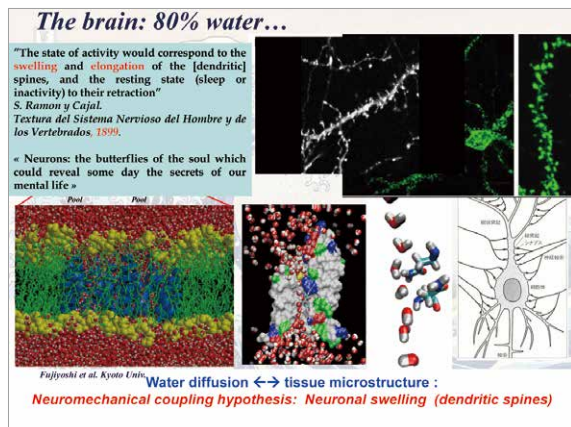 The brain: 80% water…
"The state of activity would correspond to the
swelling and elongation of the [dendritic]
spines, and the resting state (sleep or
inactivity) to their retraction"
S. Ramon y Cajal.
Textura del Sistema Nervioso del Hombre y de
los Vertebrados, 1899.
« Neurons: the butterflies of the soul which
could reveal some day the secrets of our
mental life »
Pool Pool
Fujiyoshi et al. Kyoto Univ.
Water diffusion ←→ tissue microstructure :
Neuromechanical coupling hypothesis: Neuronal swelling (dendritic spines)